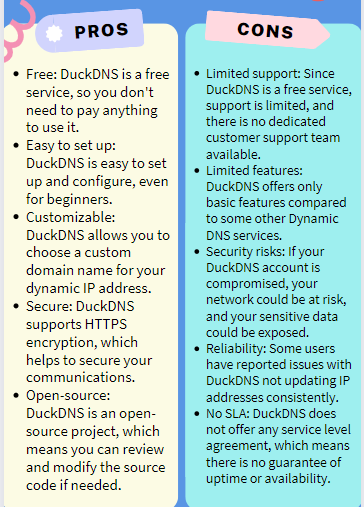 PROS
• Free: DuckDNS is a free
service, so you don't
need to pay anything
to use it.
• Easy to set up:
DuckDNS is easy to set
up and configure, even
for beginners.
• Customizable:
DuckDNS allows you to
choose a custom
domain name for your
dynamic IP address.
• Secure: DuckDNS
supports HTTPS
encryption, which
helps to secure your
communications.
• Open-source:
DuckDNS is an open-
source project, which
means you can review
and modify the source
code if needed.
CONS
• Limited support: Since
DuckDNS is a free service,
support is limited, and
there is no dedicated
customer support team
available.
• Limited features:
DuckDNS offers only
basic features compared
to some other Dynamic
DNS services.
• Security risks: If your
DuckDNS account is
compromised, your
network could be at risk,
and your sensitive data
could be exposed.
• Reliability: Some users
have reported issues with
DuckDNS not updating IP
addresses consistently.
• No SLA: DuckDNS does
not offer any service level
agreement, which means
there is no guarantee of
uptime or availability.